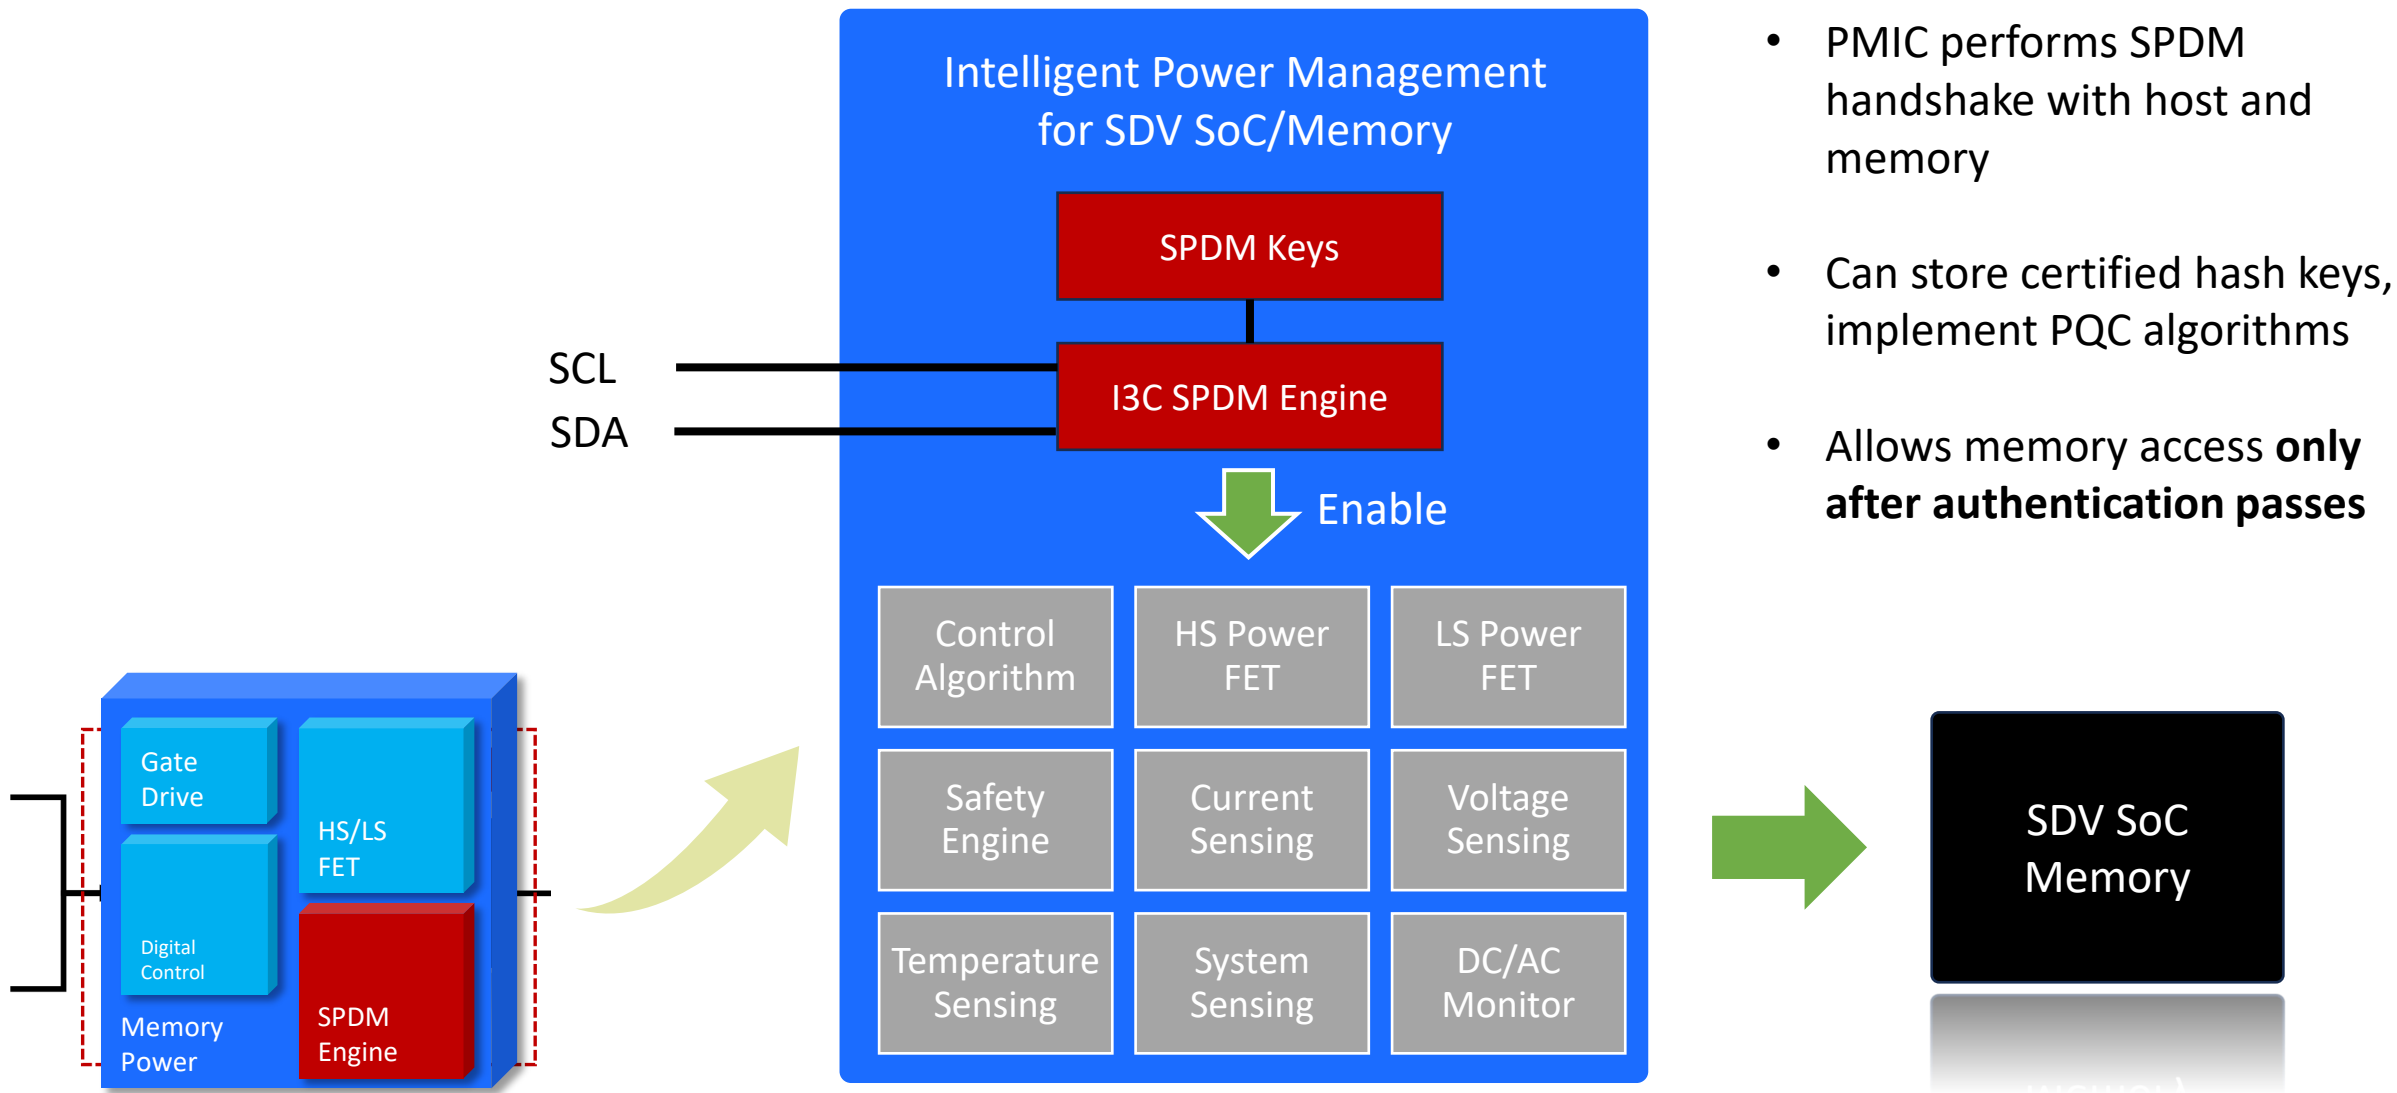 Intelligent Power Management
for SDV SoC/Memory
SPDM Keys
SCL
SDA
I3C SPDM Engine
Enable
Control
Algorithm
HS Power
FET
LS Power
FET
Safety
Engine
Current
Sensing
Voltage
Sensing
Temperature
Sensing
System
Sensing
DC/AC
Monitor
• PMIC performs SPDM
handshake with host and
memory
• Can store certified hash keys,
implement PQC algorithms
• Allows memory access only
after authentication passes
Gate
Drive
HS/LS
FET
Digital
Control
SPDM
Engine
Memory
Power
SDV SoC
Memory